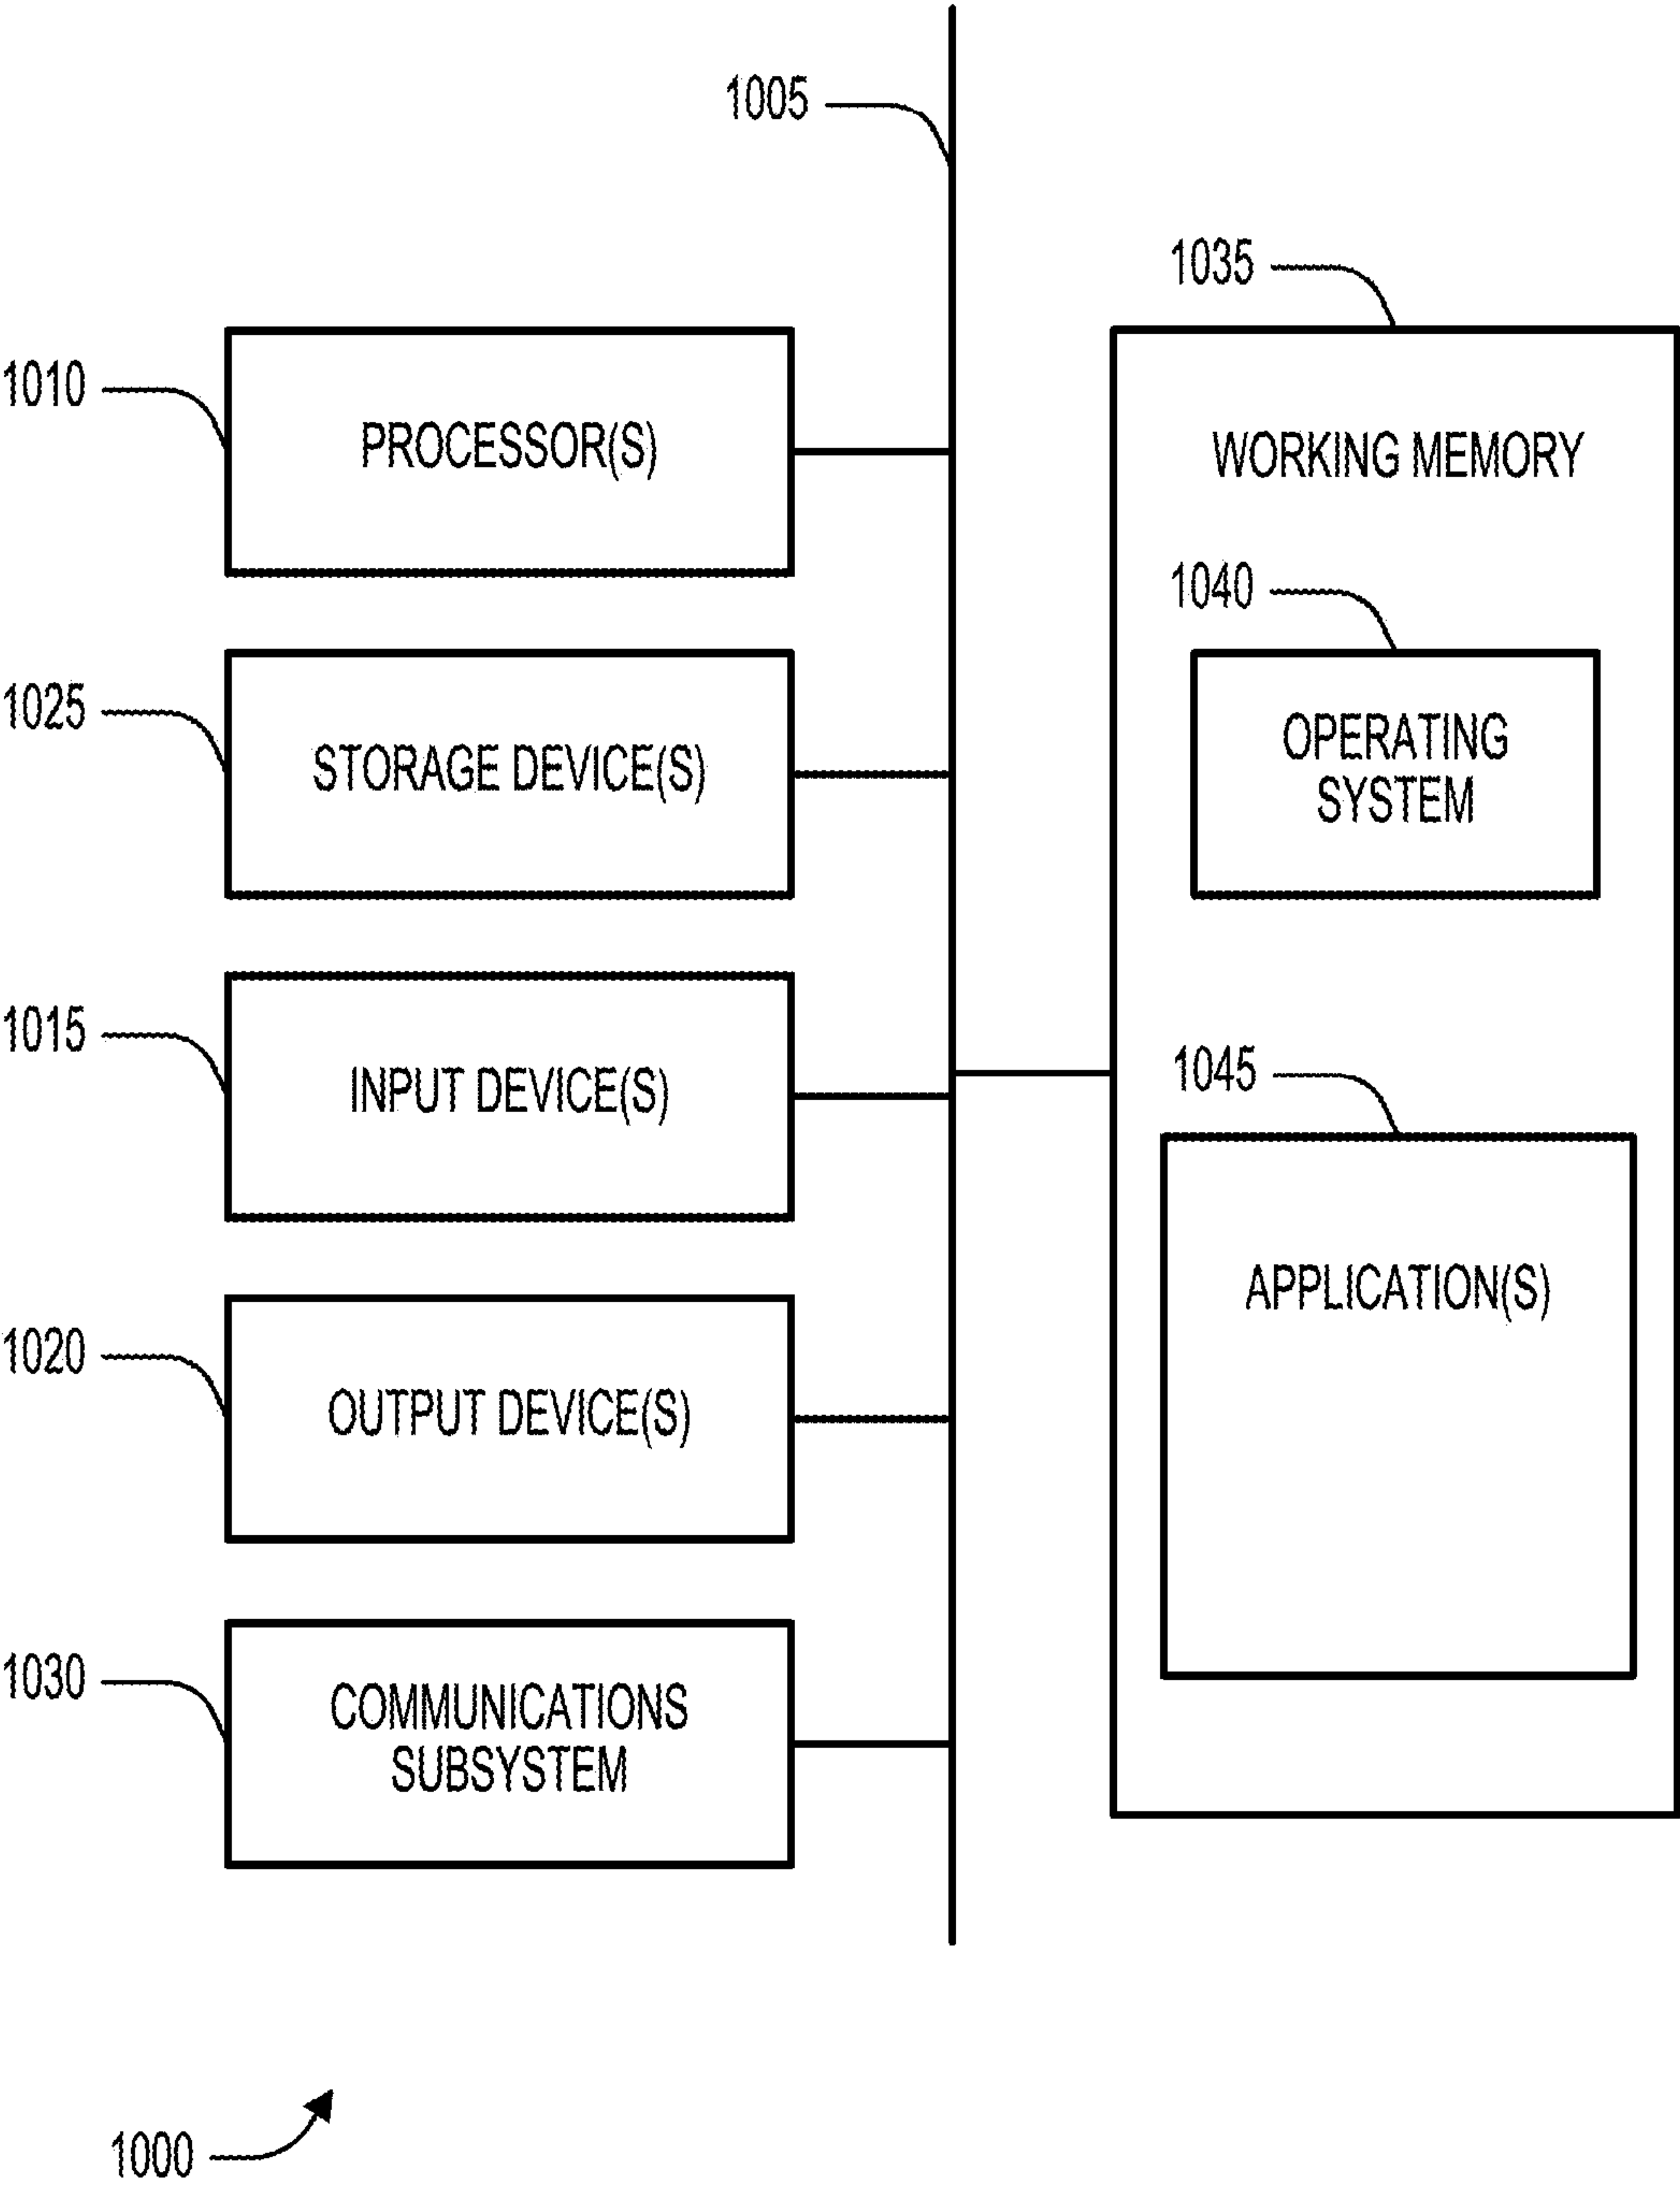 1005
1035
1010
PROCESSOR(S)
WORKING MEMORY
1040
1025
STORAGE DEVICE(S)
OPERATING
SYSTEM
1015
INPUT DEVICE(S)
1045
APPLICATION(S)
1020
OUTPUT DEVICE(S)
1030
COMMUNICATIONS
SUBSYSTEM
1000